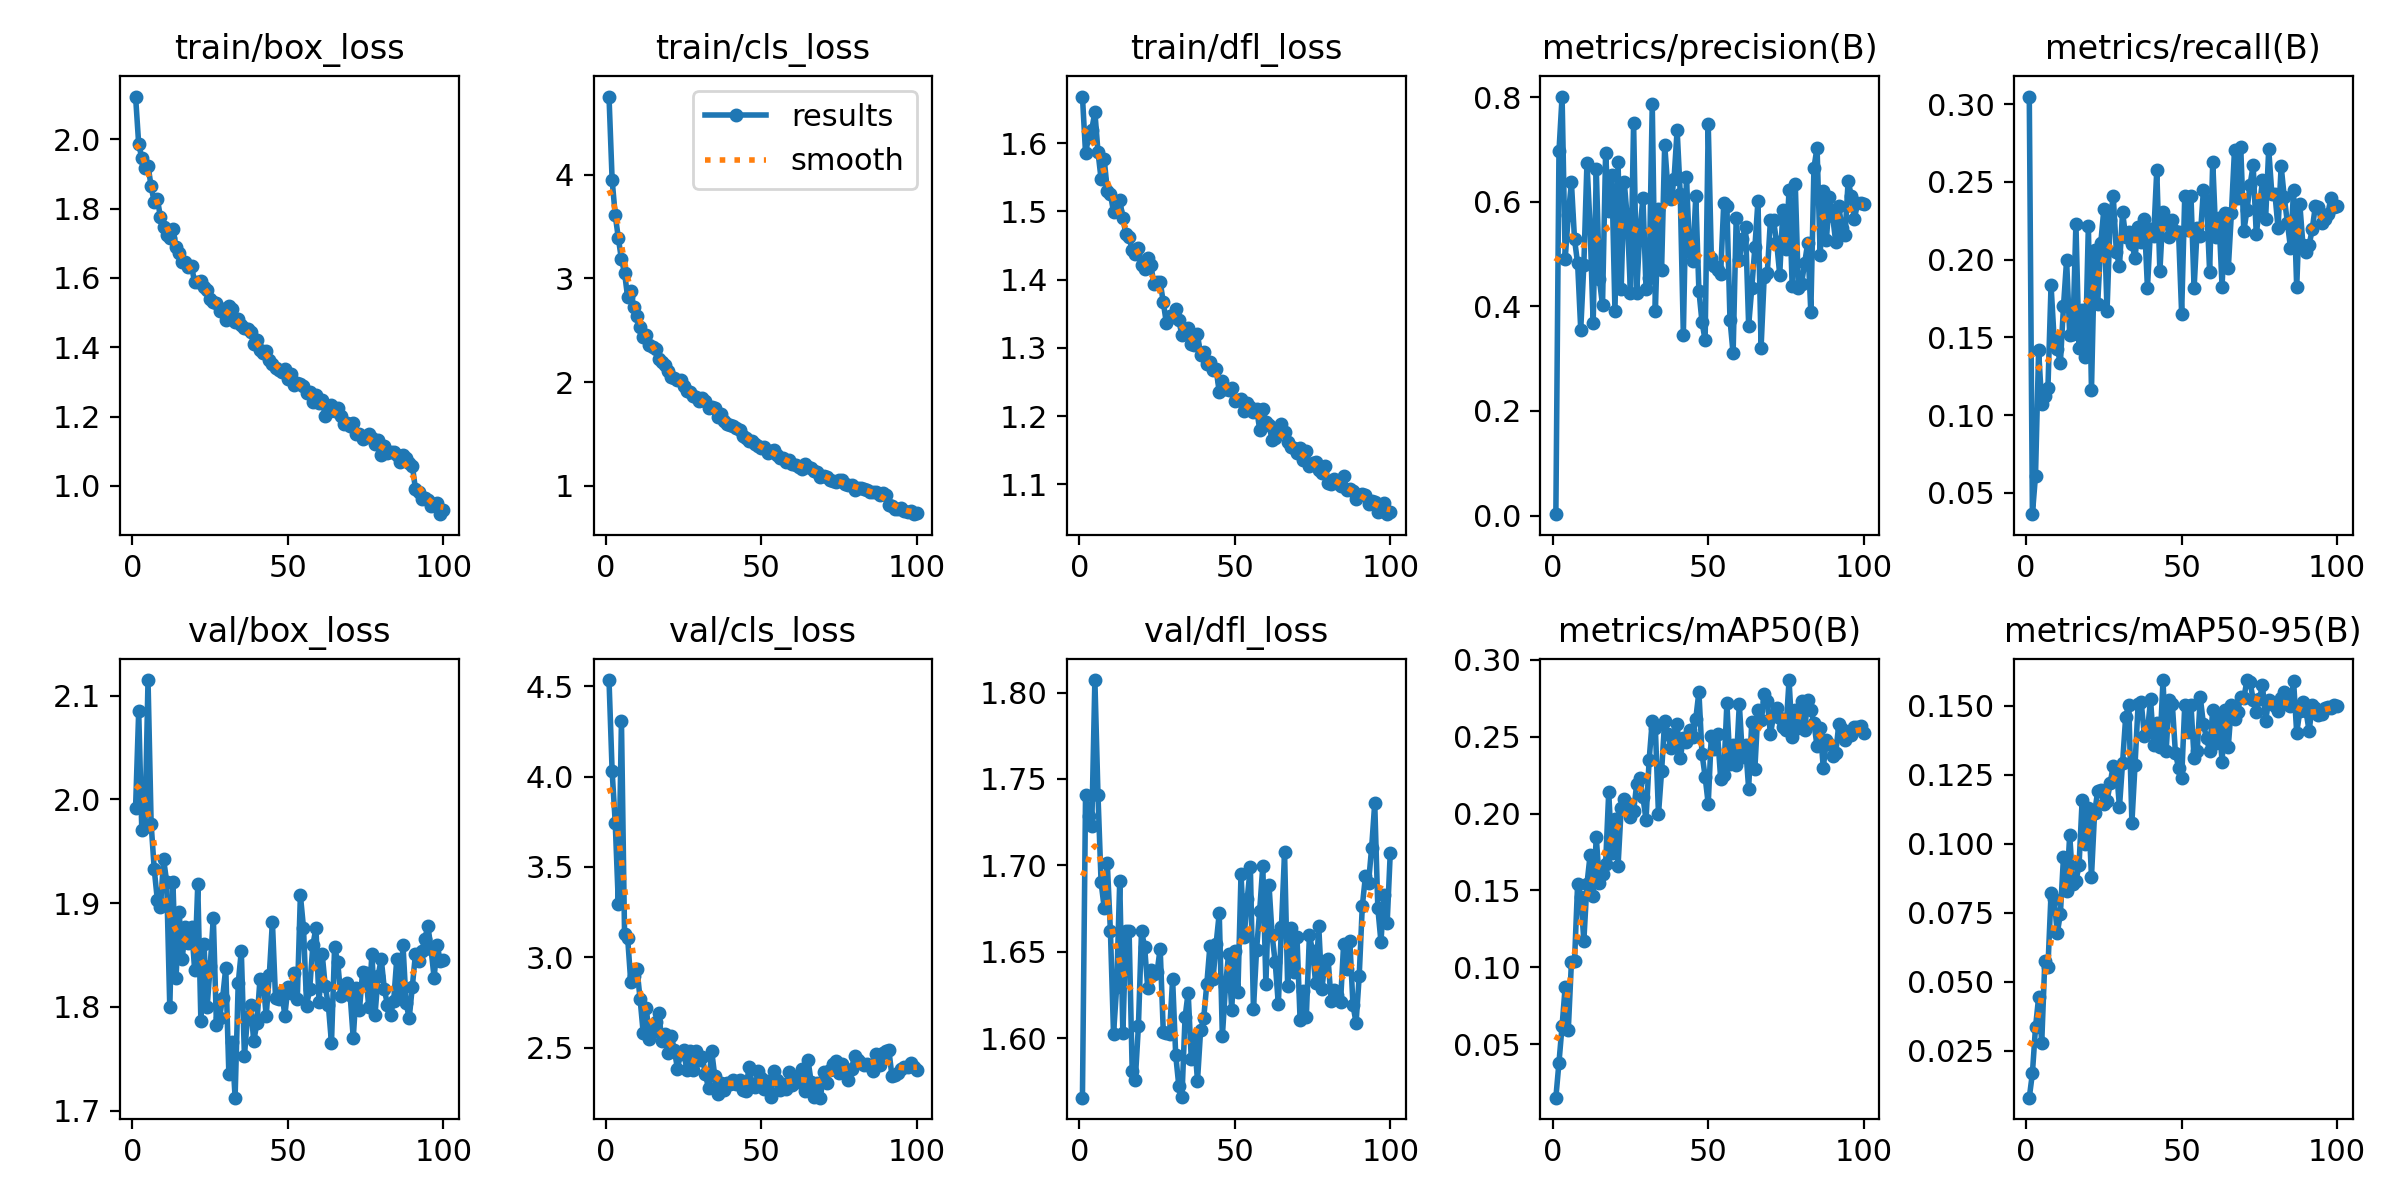 train/box_loss
train/cls_loss
train/dfl_loss
metrics/precision(B)
metrics/recall(B)
results
smooth
2.0
1.8
1.6
1.4
1.2
1.0
0 50 100
4
3
2
1
0 50 100
1.6
1.5
1.4
1.3
1.2
1.1
0 50 100
0.8
0.6
0.4
0.2
0.0
0 50 100
0.30
0.25
0.20
0.15
0.10
0.05
0 50 100
val/box_loss
val/cls_loss
val/dfl_loss
metrics/mAP50(B)
metrics/mAP50-95(B)
2.1
2.0
1.9
1.8
1.7
0 50 100
4.5
4.0
3.5
3.0
2.5
0 50 100
1.80
1.75
1.70
1.65
1.60
0 50 100
0.30
0.25
0.20
0.15
0.10
0.05
0 50 100
0.150
0.125
0.100
0.075
0.050
0.025
0 50 100